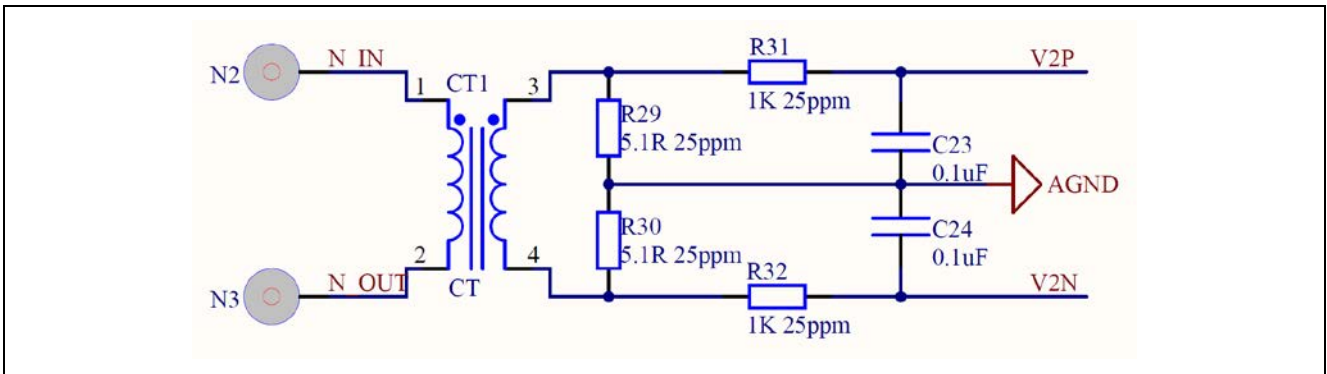 R31
N2
N IN
V2P
1
CT1
3
1K 25ppm
R29
5.1R 25ppm
C23
0.1uF
AGND
R30
5.1R 25ppm
C24
0.1uF
2
4
R32
N3
N OUT
CT
V2N
1K 25ppm